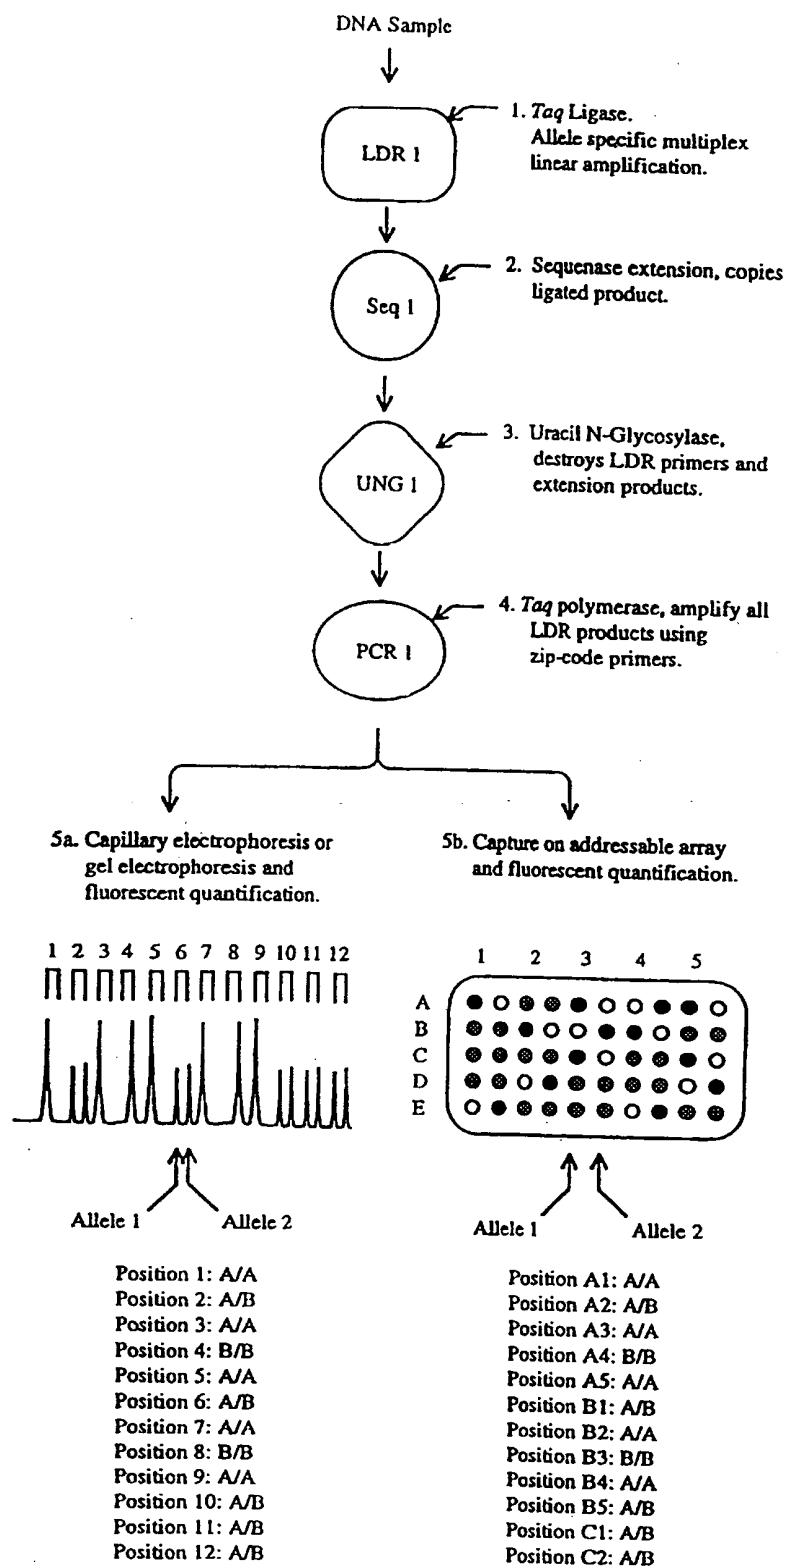 DNA Sample
LDR 1
1. Taq Ligase.
Allele specific multiplex
linear amplification.
Seq 1
2. Sequenase extension, copies
ligated product.
UNG 1
3. Uracil N-Glycosylase,
destroys LDR primers and
extension products.
PCR 1
4. Taq polymerase, amplify all
LDR products using
zip-code primers.
5a. Capillary electrophoresis or
gel electrophoresis and
fluorescent quantification.
1 2 3 4 5 6 7 8 9 10 11 12
Allele 1
Allele 2
Position 1: A/A
Position 2: A/B
Position 3: A/A
Position 4: B/B
Position 5: A/A
Position 6: A/B
Position 7: A/A
Position 8: B/B
Position 9: A/A
Position 10: A/B
Position 11: A/B
Position 12: A/B
5b. Capture on addressable array
and fluorescent quantification.
1 2 3 4 5
A
B
C
D
E
Allele 1
Allele 2
Position A1: A/A
Position A2: A/B
Position A3: A/A
Position A4: B/B
Position A5: A/A
Position B1: A/B
Position B2: A/A
Position B3: B/B
Position B4: A/A
Position B5: A/B
Position C1: A/B
Position C2: A/B